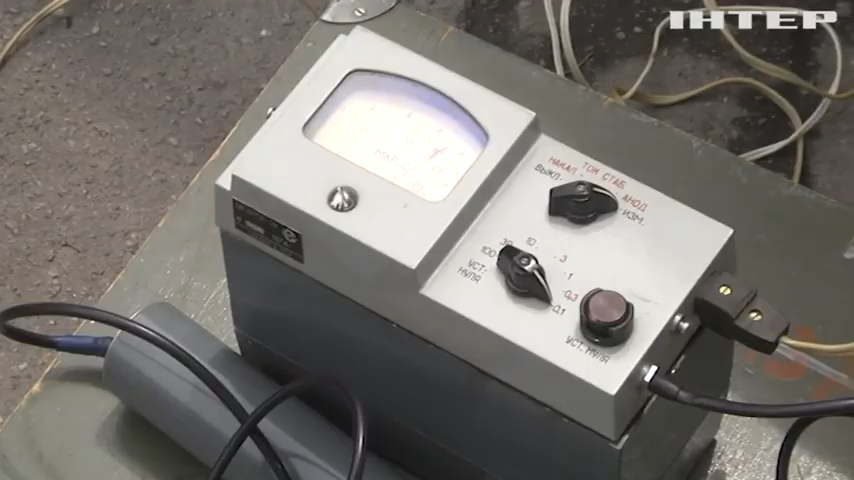 ІНТЕР
ВЫКЛ.
НАКАЛ
ТОК СТАБ.
АНОД
ИЗМ.
30
10
3
1
0,3
0,1
100
УСТ.
НУЛЯ
УСТ. НУЛЯ